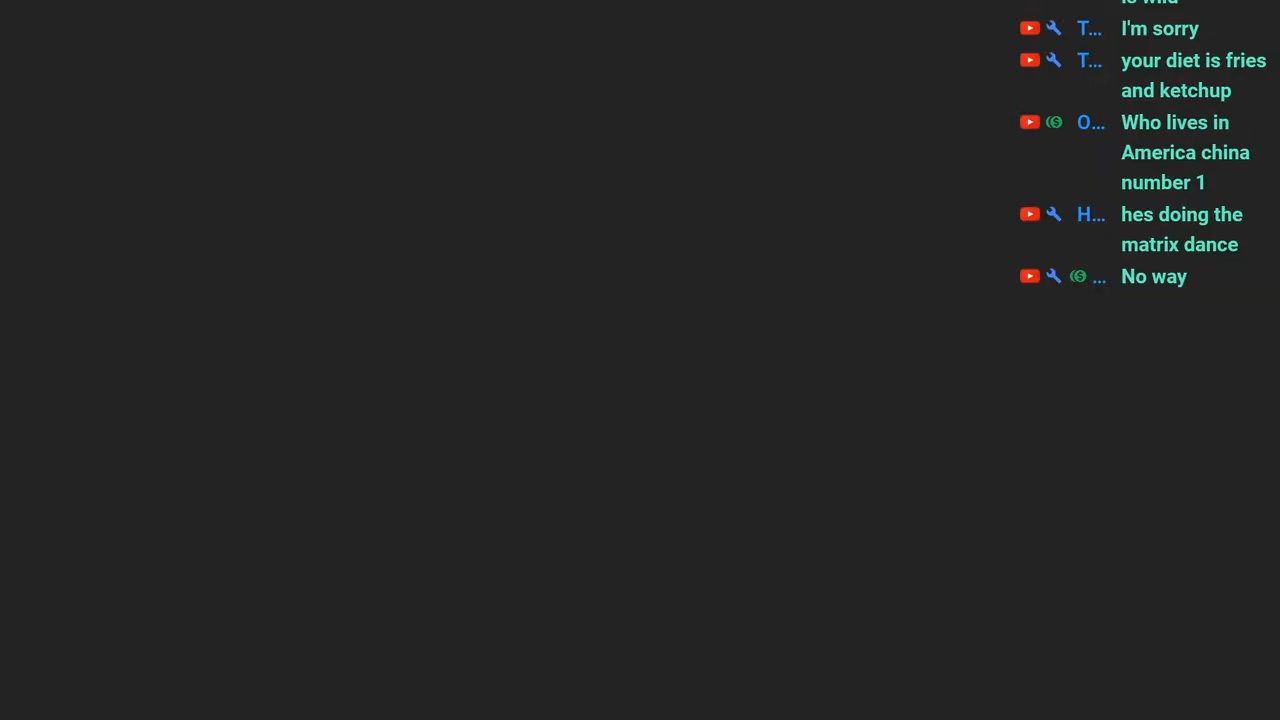 T... I'm sorry
T... your diet is fries
and ketchup
O... Who lives in
America china
number 1
H... hes doing the
matrix dance
... No way